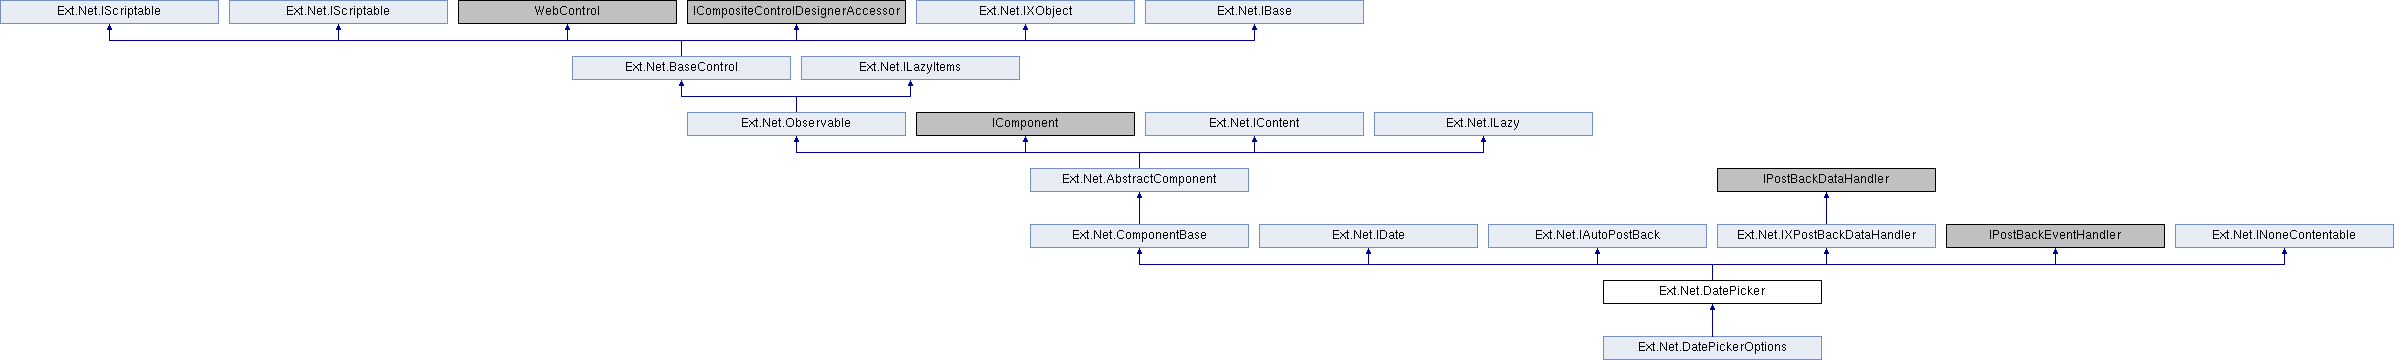 Ext.Net.IScriptable
Ext.Net.IScriptable
WebControl
ICompositeControlDesignerAccessor
Ext.Net.IXObject
Ext.Net.IBase
Ext.Net.BaseControl
Ext.Net.ILazyItems
Ext.Net.Observable
IComponent
Ext.Net.IContent
Ext.Net.ILazy
Ext.Net.AbstractComponent
IPostBackDataHandler
Ext.Net.ComponentBase
Ext.Net.IDate
Ext.Net.IAutoPostBack
Ext.Net.IXPostBackDataHandler
IPostBackEventHandler
Ext.Net.INoneContentable
Ext.Net.DatePicker
Ext.Net.DatePickerOptions